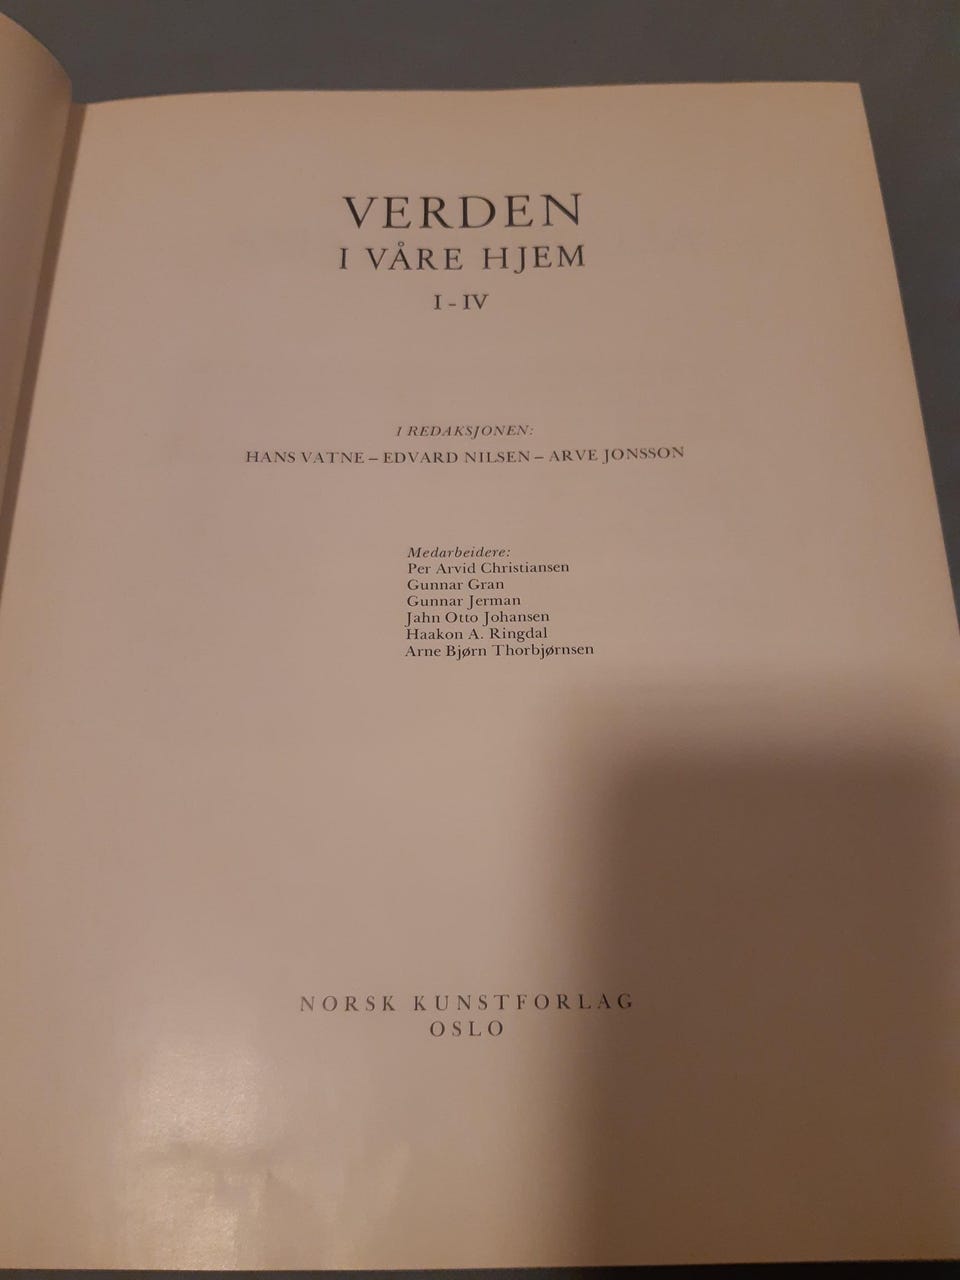 VERDEN
I VÅRE HJEM
I - IV
I REDAKSJONEN:
HANS VATNE – EDVARD NILSEN – ARVE JONSSON
Medarbeidere:
Per Arvid Christiansen
Gunnar Gran
Gunnar Jerman
Jahn Otto Johansen
Haakon A. Ringdal
Arne Bjørn Thorbjørnsen
NORSK KUNSTFORLAG
OSLO